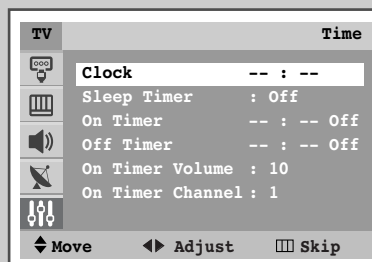 TV Time
Clock -- : --
Sleep Timer : Off
On Timer -- : -- Off
Off Timer -- : -- Off
On Timer Volume : 10
On Timer Channel : 1
Move Adjust Skip